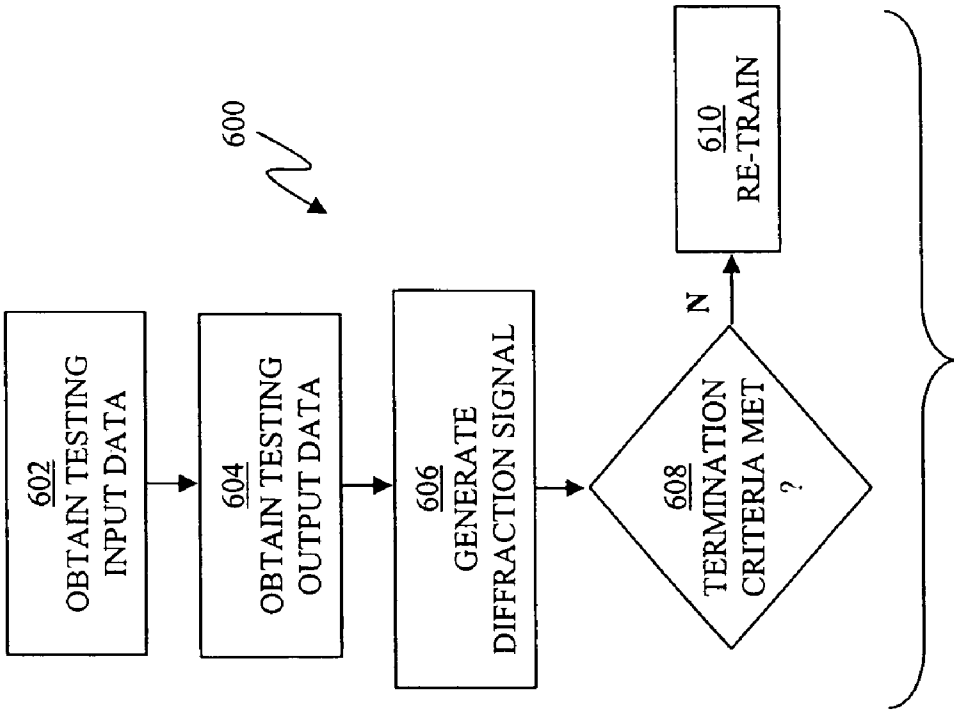 600
602
OBTAIN TESTING
INPUT DATA
604
OBTAIN TESTING
OUTPUT DATA
606
GENERATE
DIFFRACTION SIGNAL
608
TERMINATION
CRITERIA MET
?
N
610
RE-TRAIN